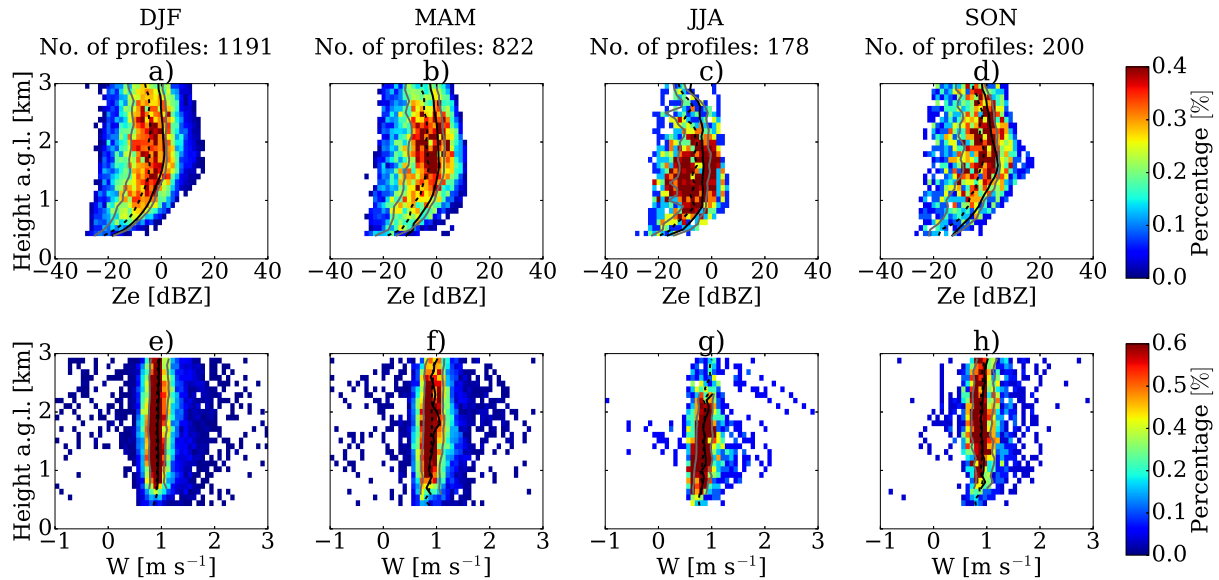 DJF
No. of profiles: 1191
MAM
No. of profiles: 822
JJA
No. of profiles: 178
SON
No. of profiles: 200
a)
b)
c)
d)
Height a.g.l. [km]
3
2
1
0
−40 −20 0 20 40
−40 −20 0 20 40
−40 −20 0 20 40
−40 −20 0 20 40
Ze [dBZ]
Ze [dBZ]
Ze [dBZ]
Ze [dBZ]
0.4
0.3
0.2
0.1
0.0
Percentage [%]
e)
f)
g)
h)
Height a.g.l. [km]
3
2
1
0
−1 0 1 2 3
−1 0 1 2 3
−1 0 1 2 3
−1 0 1 2 3
W [m s⁻¹]
W [m s⁻¹]
W [m s⁻¹]
W [m s⁻¹]
0.6
0.5
0.4
0.2
0.1
0.0
Percentage [%]